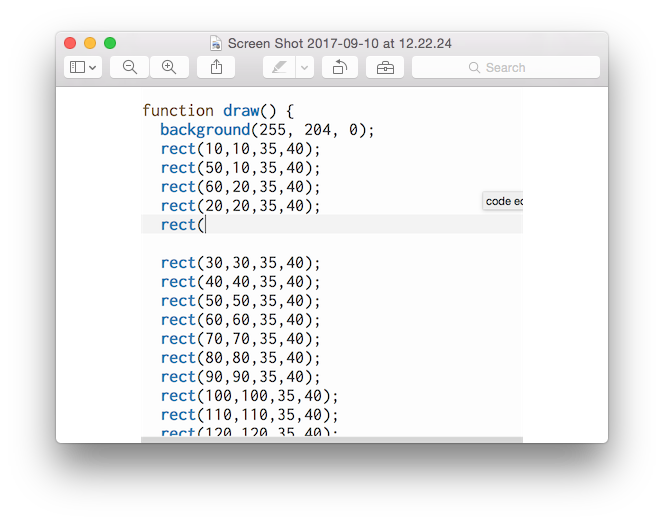 Screen Shot 2017-09-10 at 12.22.24
Search
function draw() {
background(255, 204, 0);
rect(10,10,35,40);
rect(50,10,35,40);
rect(60,20,35,40);
rect(20,20,35,40);
code ed
rect(
rect(30,30,35,40);
rect(40,40,35,40);
rect(50,50,35,40);
rect(60,60,35,40);
rect(70,70,35,40);
rect(80,80,35,40);
rect(90,90,35,40);
rect(100,100,35,40);
rect(110,110,35,40);
rect(120,120,35,40);